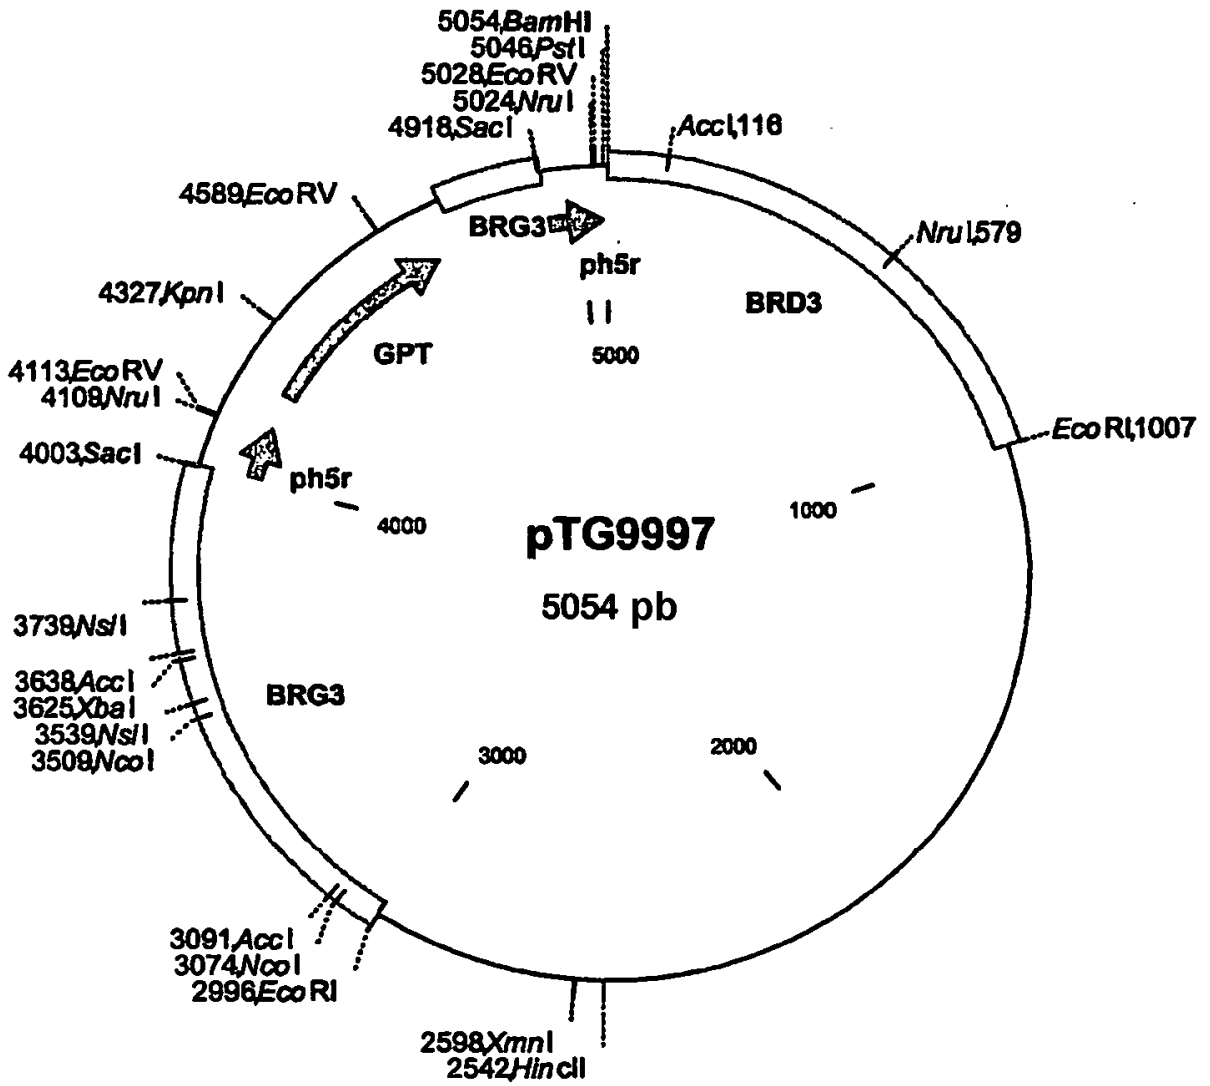 5054,BamHI
5046,PstI
5028,EcoRV
5024,NruI
4918,SacI
AccI,116
4589,EcoRV
BRG3
NruI,579
ph5r
4327,KpnI
BRD3
GPT
5000
4113,EcoRV
4109,NruI
4003,SacI
EcoRI,1007
ph5r
4000
1000
pTG9997
5054 pb
3739,NsiI
3638,AccI
3625,XbaI
3539,NsiI
3509,NcoI
BRG3
3000
2000
3091,AccI
3074,NcoI
2996,EcoRI
2598,XmnI
2542,HincII